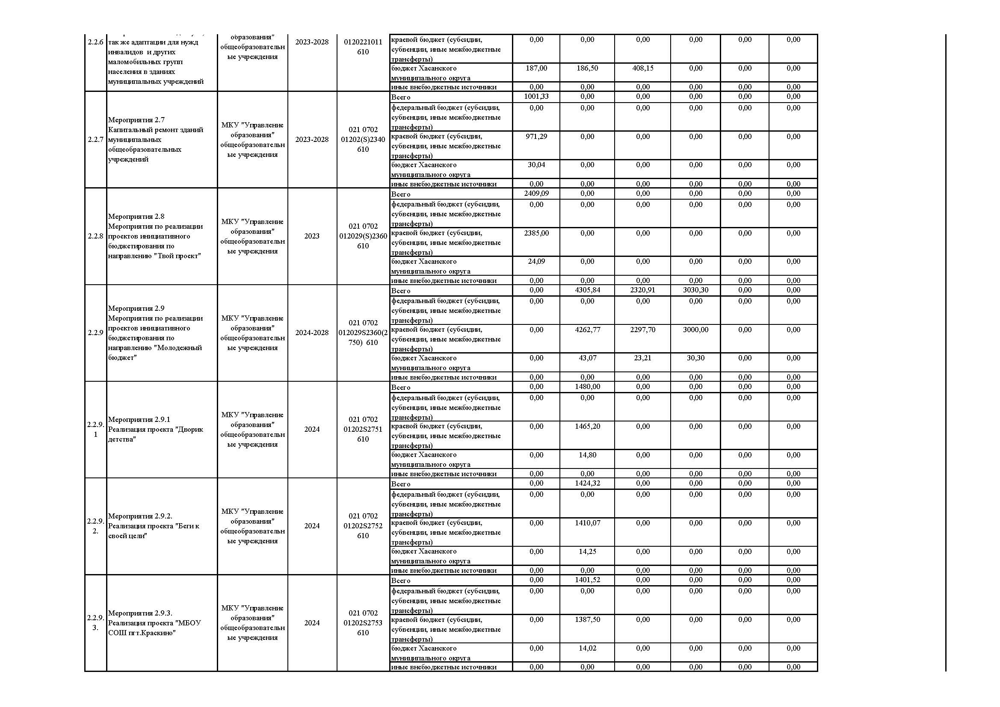 2.2.6
так же адаптации для нужд
инвалидов и других
маломобильных групп
населения в зданиях
муниципальных учреждений
образования"
общеобразовательн
ые учреждения
2023-2028
0120221011
610
краевой бюджет (субсидии,
субвенции, иные межбюджетные
трансферты)
0,00 0,00 0,00 0,00 0,00 0,00
бюджет Хасанского
муниципального округа
187,00 186,50 408,15 0,00 0,00 0,00
иные внебюджетные источники 0,00 0,00 0,00 0,00 0,00 0,00
2.2.7
Мероприятия 2.7
Капитальный ремонт зданий
муниципальных
общеобразовательных
учреждений
МКУ "Управление
образования"
общеобразовательн
ые учреждения
2023-2028
021 0702
01202(S)2340
610
Всего 1001,33 0,00 0,00 0,00 0,00 0,00
федеральный бюджет (субсидии,
субвенции, иные межбюджетные
трансферты)
0,00 0,00 0,00 0,00 0,00 0,00
краевой бюджет (субсидии,
субвенции, иные межбюджетные
трансферты)
971,29 0,00 0,00 0,00 0,00 0,00
бюджет Хасанского
муниципального округа
30,04 0,00 0,00 0,00 0,00 0,00
иные внебюджетные источники 0,00 0,00 0,00 0,00 0,00 0,00
2.2.8
Мероприятия 2.8
Мероприятия по реализации
проектов инициативного
бюджетирования по
направлению "Твой проект"
МКУ "Управление
образования"
общеобразовательн
ые учреждения
2023
021 0702
012029(S)2360
610
Всего 2409,09 0,00 0,00 0,00 0,00 0,00
федеральный бюджет (субсидии,
субвенции, иные межбюджетные
трансферты)
0,00 0,00 0,00 0,00 0,00 0,00
краевой бюджет (субсидии,
субвенции, иные межбюджетные
трансферты)
2385,00 0,00 0,00 0,00 0,00 0,00
бюджет Хасанского
муниципального округа
24,09 0,00 0,00 0,00 0,00 0,00
иные внебюджетные источники 0,00 0,00 0,00 0,00 0,00 0,00
2.2.9
Мероприятия 2.9
Мероприятия по реализации
проектов инициативного
бюджетирования по
направлению "Молодежный
бюджет"
МКУ "Управление
образования"
общеобразовательн
ые учреждения
2024-2028
021 0702
012029S2360(2
750) 610
Всего 0,00 4305,84 2320,91 3030,30 0,00 0,00
федеральный бюджет (субсидии,
субвенции, иные межбюджетные
трансферты)
0,00 0,00 0,00 0,00 0,00 0,00
краевой бюджет (субсидии,
субвенции, иные межбюджетные
трансферты)
0,00 4262,77 2297,70 3000,00 0,00 0,00
бюджет Хасанского
муниципального округа
0,00 43,07 23,21 30,30 0,00 0,00
иные внебюджетные источники 0,00 0,00 0,00 0,00 0,00 0,00
2.2.9.
1
Мероприятия 2.9.1
Реализация проекта "Дворик
детства"
МКУ "Управление
образования"
общеобразовательн
ые учреждения
2024
021 0702
01202S2751
610
Всего 0,00 1480,00 0,00 0,00 0,00 0,00
федеральный бюджет (субсидии,
субвенции, иные межбюджетные
трансферты)
0,00 0,00 0,00 0,00 0,00 0,00
краевой бюджет (субсидии,
субвенции, иные межбюджетные
трансферты)
0,00 1465,20 0,00 0,00 0,00 0,00
бюджет Хасанского
муниципального округа
0,00 14,80 0,00 0,00 0,00 0,00
иные внебюджетные источники 0,00 0,00 0,00 0,00 0,00 0,00
2.2.9.
2.
Мероприятия 2.9.2.
Реализация проекта "Беги к
своей цели"
МКУ "Управление
образования"
общеобразовательн
ые учреждения
2024
021 0702
01202S2752
610
Всего 0,00 1424,32 0,00 0,00 0,00 0,00
федеральный бюджет (субсидии,
субвенции, иные межбюджетные
трансферты)
0,00 0,00 0,00 0,00 0,00 0,00
краевой бюджет (субсидии,
субвенции, иные межбюджетные
трансферты)
0,00 1410,07 0,00 0,00 0,00 0,00
бюджет Хасанского
муниципального округа
0,00 14,25 0,00 0,00 0,00 0,00
иные внебюджетные источники 0,00 0,00 0,00 0,00 0,00 0,00
2.2.9.
3.
Мероприятия 2.9.3.
Реализация проекта "МБОУ
СОШ пгт.Краскино"
МКУ "Управление
образования"
общеобразовательн
ые учреждения
2024
021 0702
01202S2753
610
Всего 0,00 1401,52 0,00 0,00 0,00 0,00
федеральный бюджет (субсидии,
субвенции, иные межбюджетные
трансферты)
0,00 0,00 0,00 0,00 0,00 0,00
краевой бюджет (субсидии,
субвенции, иные межбюджетные
трансферты)
0,00 1387,50 0,00 0,00 0,00 0,00
бюджет Хасанского
муниципального округа
0,00 14,02 0,00 0,00 0,00 0,00
иные внебюджетные источники 0,00 0,00 0,00 0,00 0,00 0,00